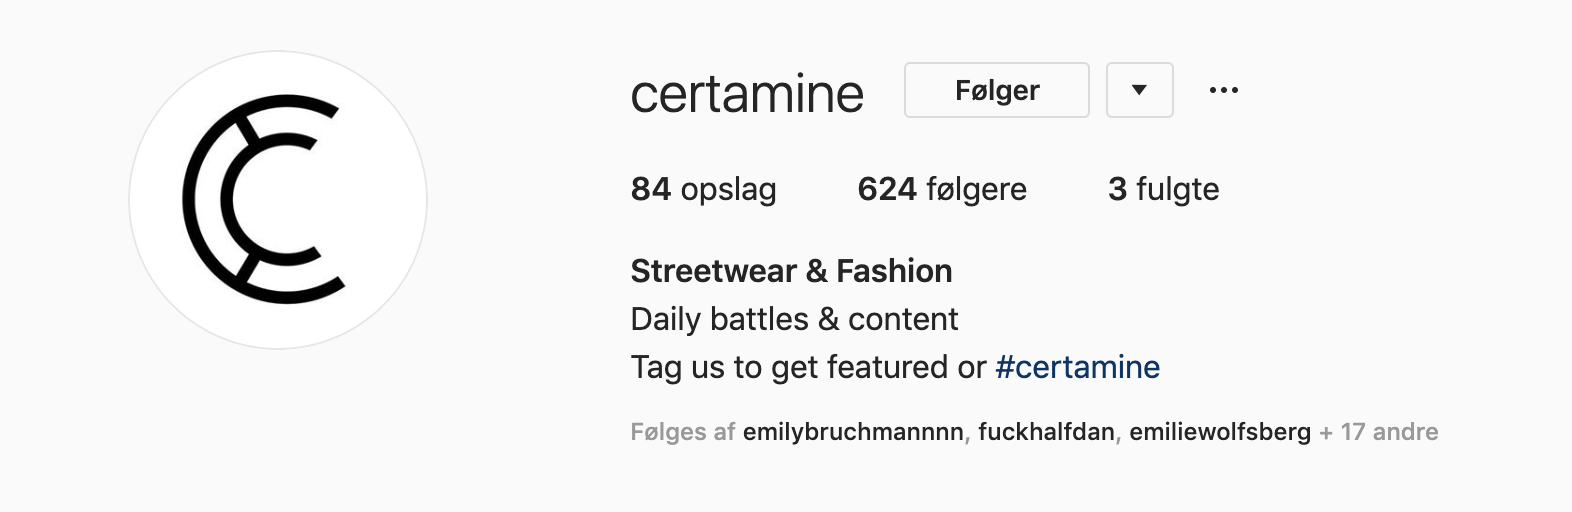 certamine Følger
84 opslag 624 følgere 3 fulgte
Streetwear & Fashion
Daily battles & content
Tag us to get featured or #certamine
Følges af emilybruchmannnn, fuckhalfdan, emiliewolfsberg + 17 andre